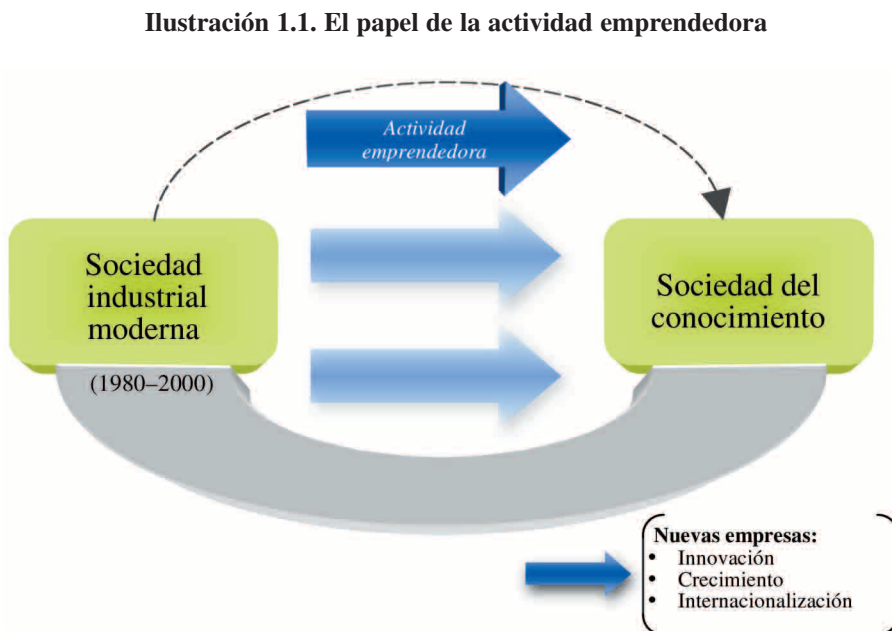 Ilustración 1.1. El papel de la actividad emprendedora
Actividad
emprendedora
Sociedad
industrial
moderna
(1980–2000)
Sociedad del
conocimiento
Nuevas empresas:
• Innovación
• Crecimiento
• Internacionalización